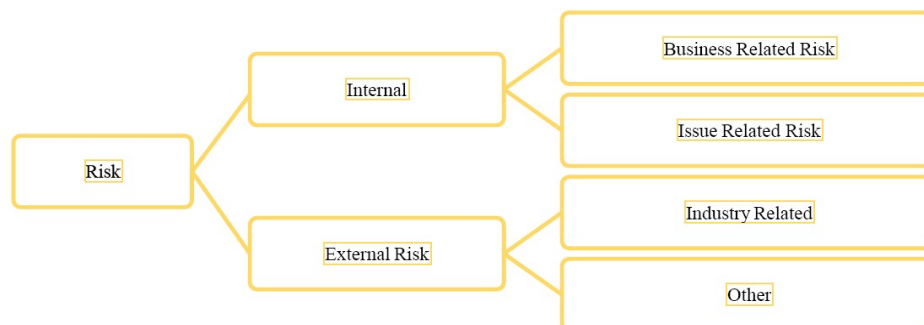 Risk
Internal
Business Related Risk
Issue Related Risk
External Risk
Industry Related
Other